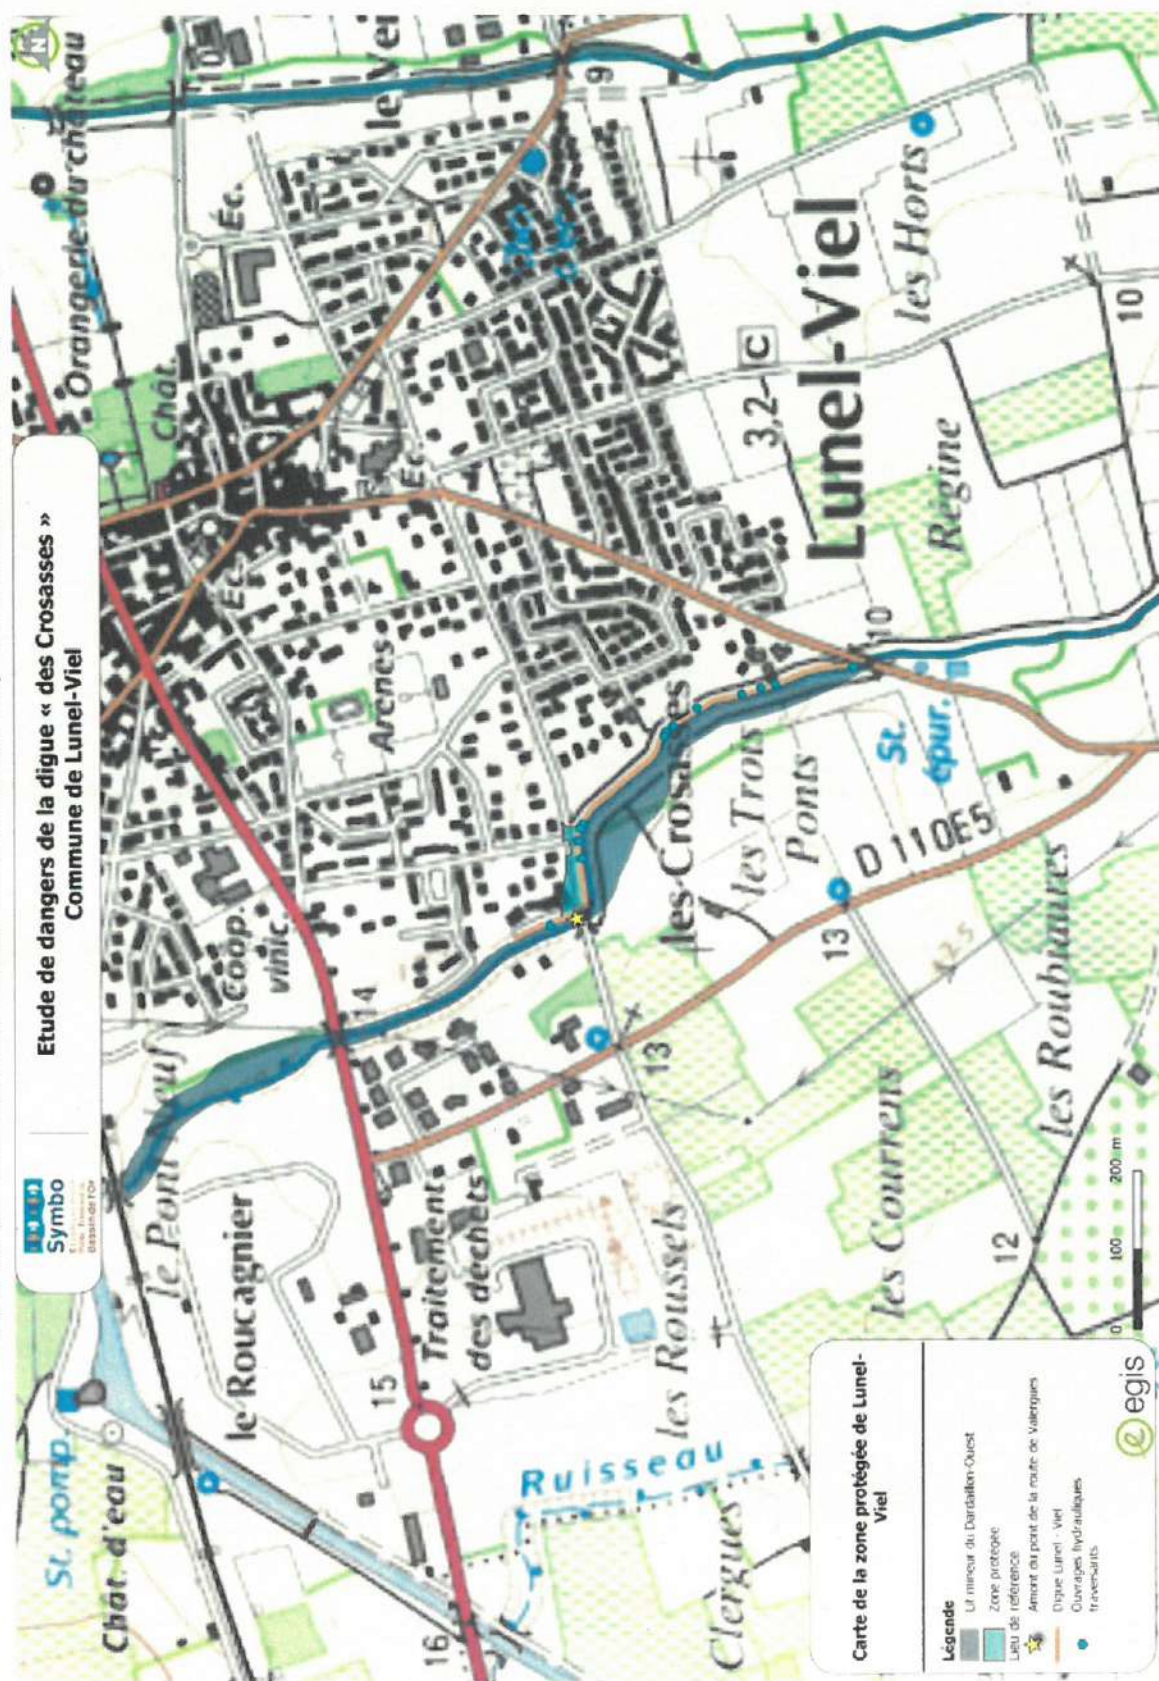 Symbo
Etude de dangers de la digue « des Crosasses »
Commune de Lunel-Viel
N
St. pomp.
Chât. d'eau
le Roucagnier
Orangerie du château
Chât.
10
Éc.
9
Éc.
Éc.
Coop.
vinic.
Arènes
14
15
16
Traitement
des déchets
les Roussels
Ruisseau
Clèrgues
les Courrens
12
13
13
les Crosasses
les Trois
Ponts
D 110E5
les Roubiaures
St.
épur.
10
Lunel-Viel
3,2
C
les Horts
Régine
10
0 100 200 m
Carte de la zone protégée de Lunel-
Viel
Légende
Lit mineur du Dardaillon-Ouest
Zone protégée
Lieu de référence
Amont du pont de la route de Valergues
Digue Lunel - Viel
Ouvrages hydrauliques
traversants
egis